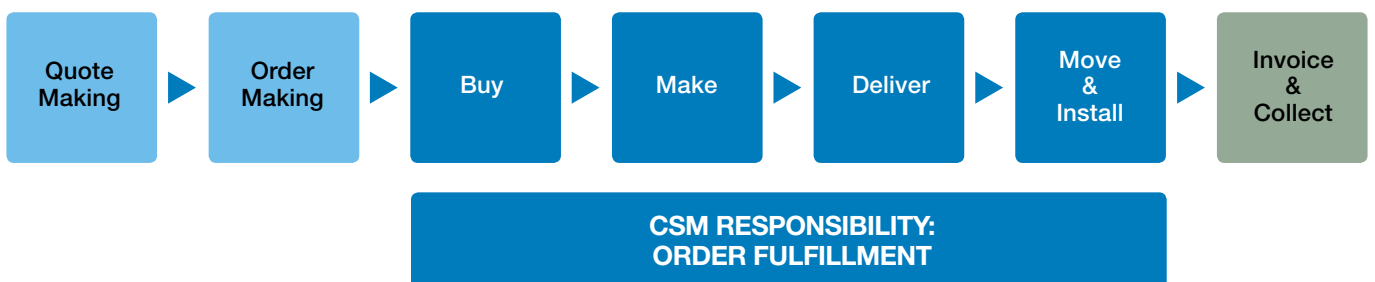 Quote
Making
Order
Making
Buy
Make
Deliver
Move
&
Install
Invoice
&
Collect
CSM RESPONSIBILITY:
ORDER FULFILLMENT